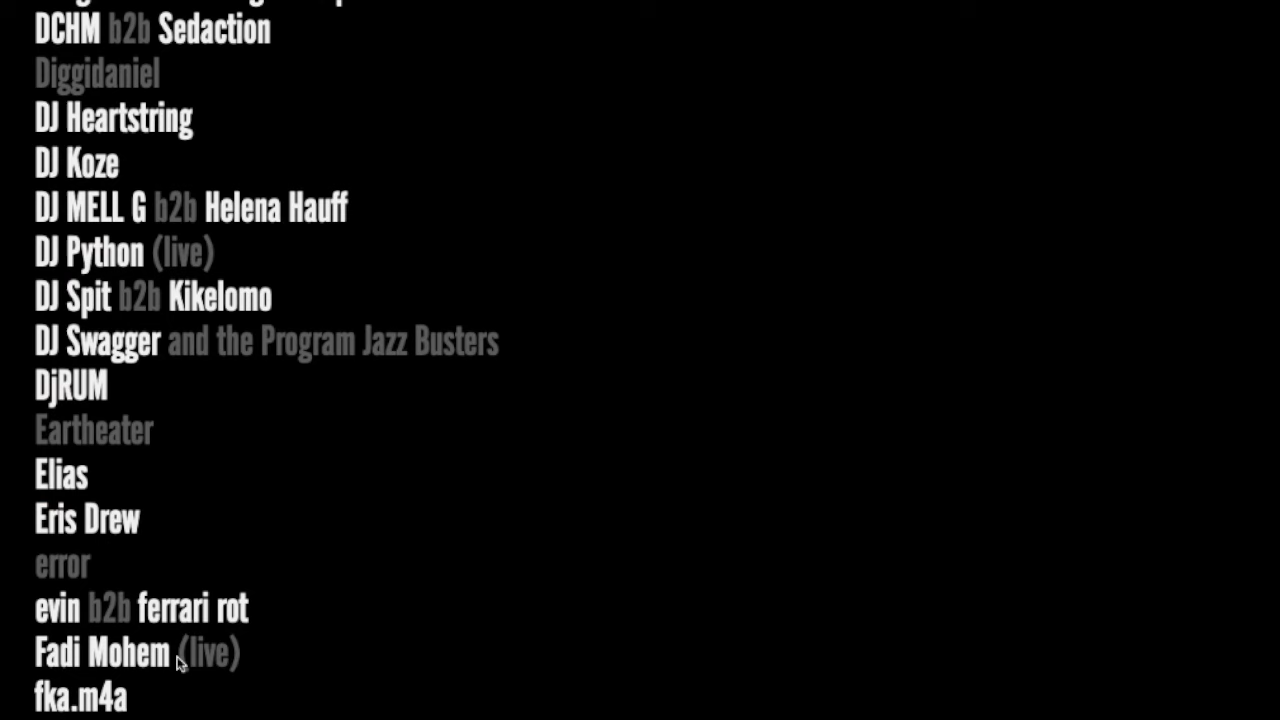 DCHM b2b Sedaction
Diggidaniel
DJ Heartstring
DJ Koze
DJ MELL G b2b Helena Hauff
DJ Python (live)
DJ Spit b2b Kikelomo
DJ Swagger and the Program Jazz Busters
DjRUM
Eartheater
Elias
Eris Drew
error
evin b2b ferrari rot
Fadi Mohem (live)
fka.m4a